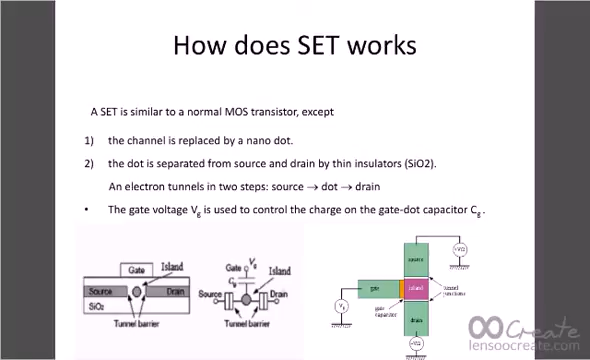 How does SET works
A SET is similar to a normal MOS transistor, except
1) the channel is replaced by a nano dot.
2) the dot is separated from source and drain by thin insulators (SiO2).
An electron tunnels in two steps: source → dot → drain
• The gate voltage Vg is used to control the charge on the gate-dot capacitor Cg .
Gate
Island
Source
Drain
SiO2
Tunnel barrier
Gate
Vg
Cg
Island
Source
Drain
Tunnel barrier
source
gate
island
tunnel
junctions
gate
capacitor
Vg
drain
Create
lensoocreate.com